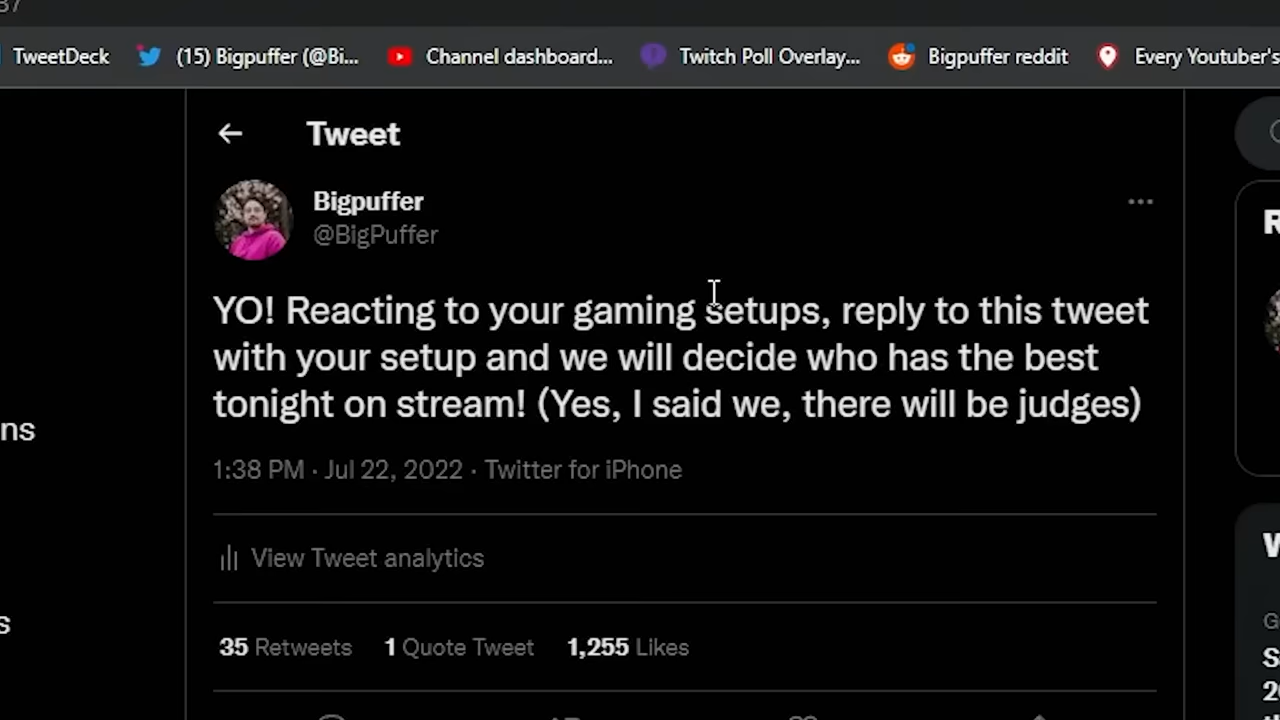 37
TweetDeck (15) Bigpuffer (@Bi... Channel dashboard... Twitch Poll Overlay... Bigpuffer reddit Every Youtuber's
Tweet
Bigpuffer
@BigPuffer
YO! Reacting to your gaming setups, reply to this tweet
with your setup and we will decide who has the best
tonight on stream! (Yes, I said we, there will be judges)
1:38 PM · Jul 22, 2022 · Twitter for iPhone
View Tweet analytics
35 Retweets 1 Quote Tweet 1,255 Likes
ns
s
R
W
G
S
20